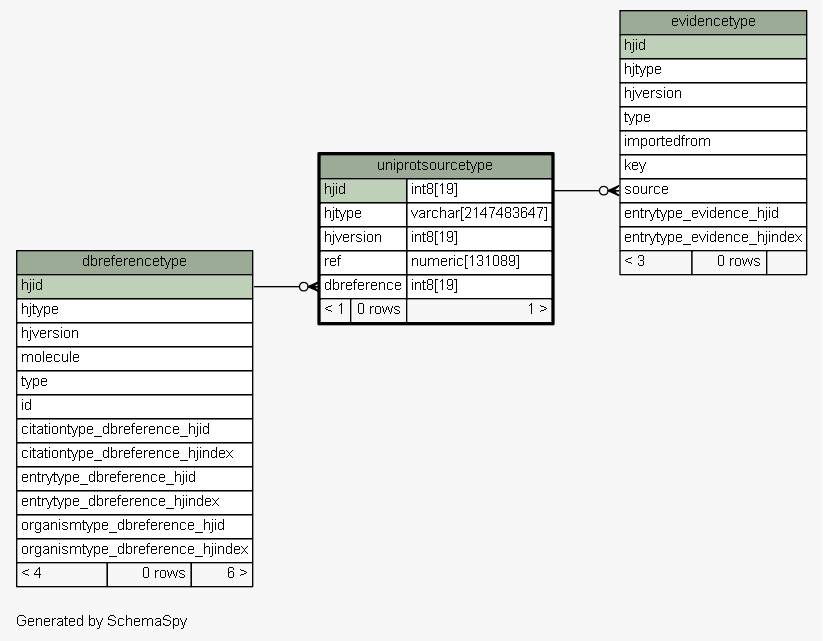 evidencetype
hjid
hjtype
hjversion
type
importedfrom
key
source
entrytype_evidence_hjid
entrytype_evidence_hjindex
< 3 0 rows
uniprotsourcetype
hjid int8[19]
hjtype varchar[2147483647]
hjversion int8[19]
ref numeric[131089]
dbreference int8[19]
< 1 0 rows 1 >
dbreferencetype
hjid
hjtype
hjversion
molecule
type
id
citationtype_dbreference_hjid
citationtype_dbreference_hjindex
entrytype_dbreference_hjid
entrytype_dbreference_hjindex
organismtype_dbreference_hjid
organismtype_dbreference_hjindex
< 4 0 rows 6 >
Generated by SchemaSpy